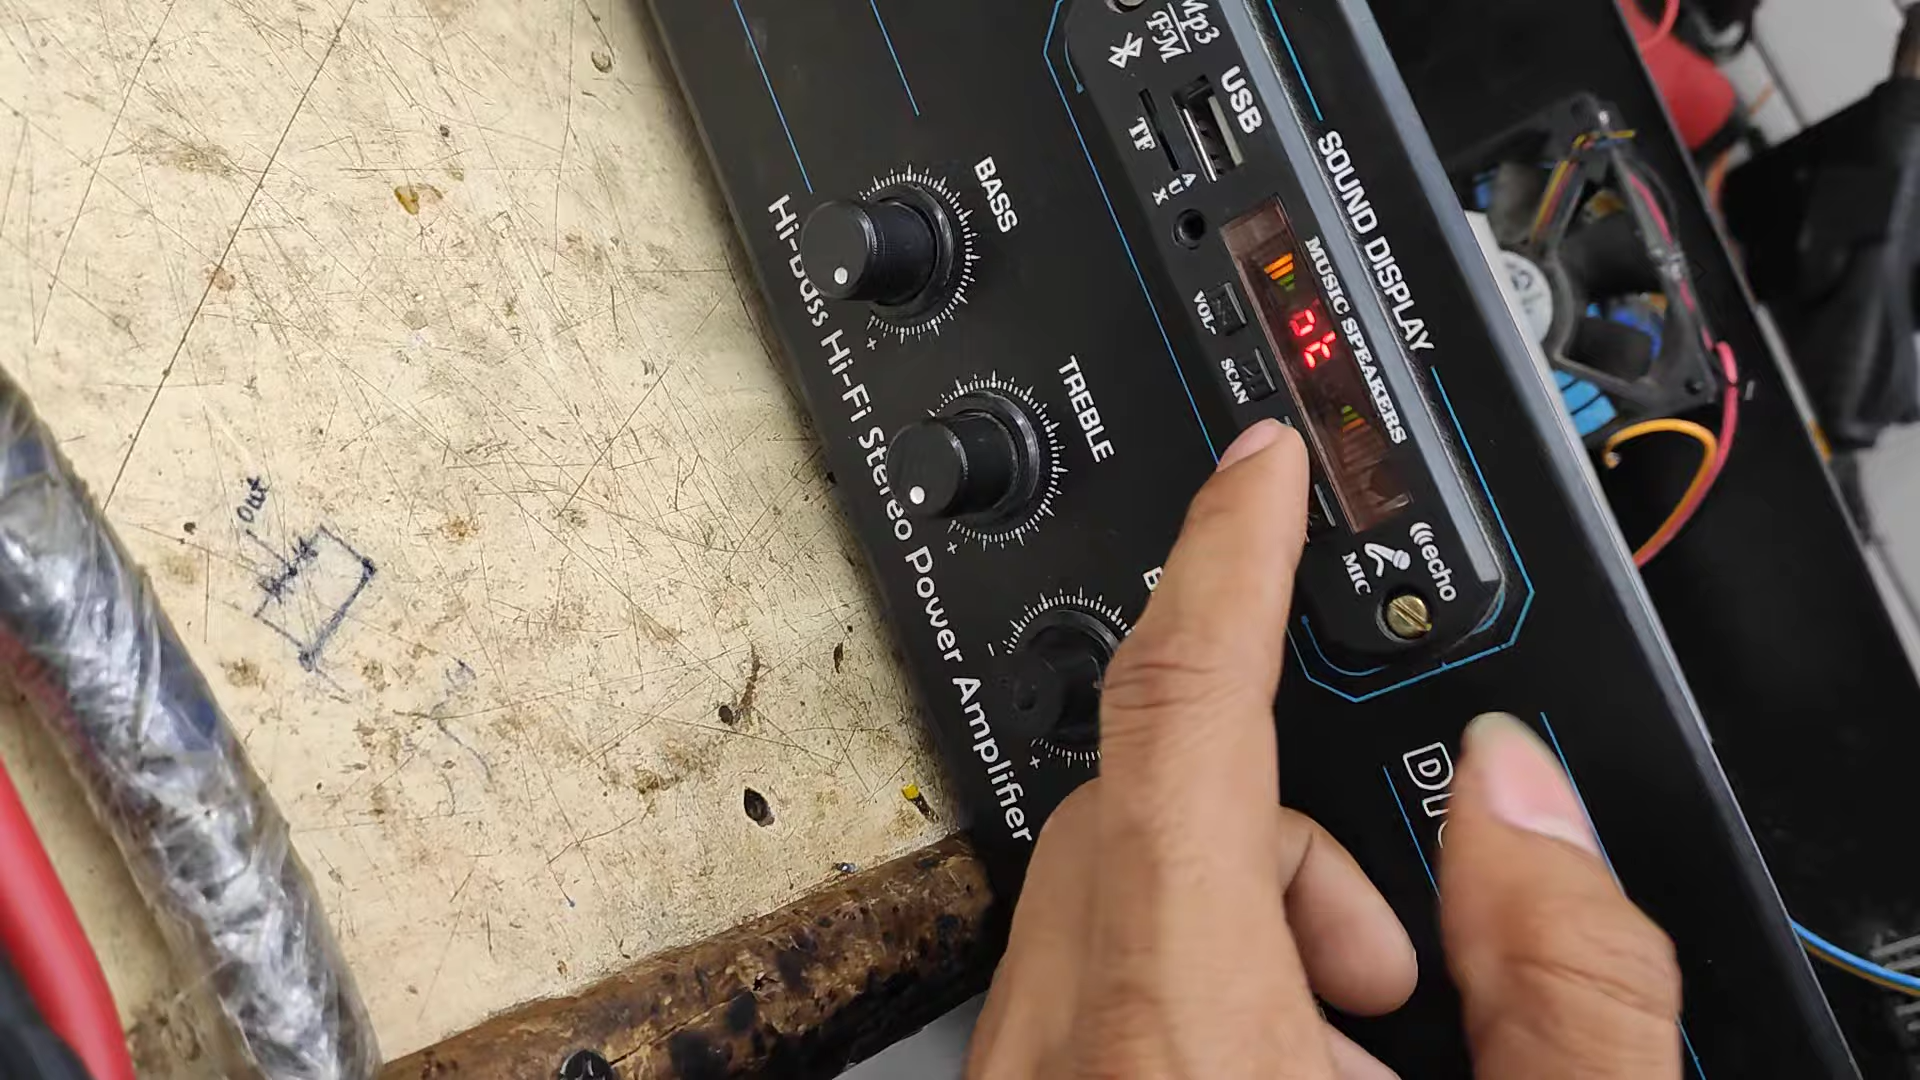 Mp3
FM
USB
TF
AUX
SOUND DISPLAY
MUSIC SPEAKERS
VOL-
SCAN
echo
MIC
BASS
TREBLE
Hi-Bass Hi-Fi Stereo Power Amplifier
Out